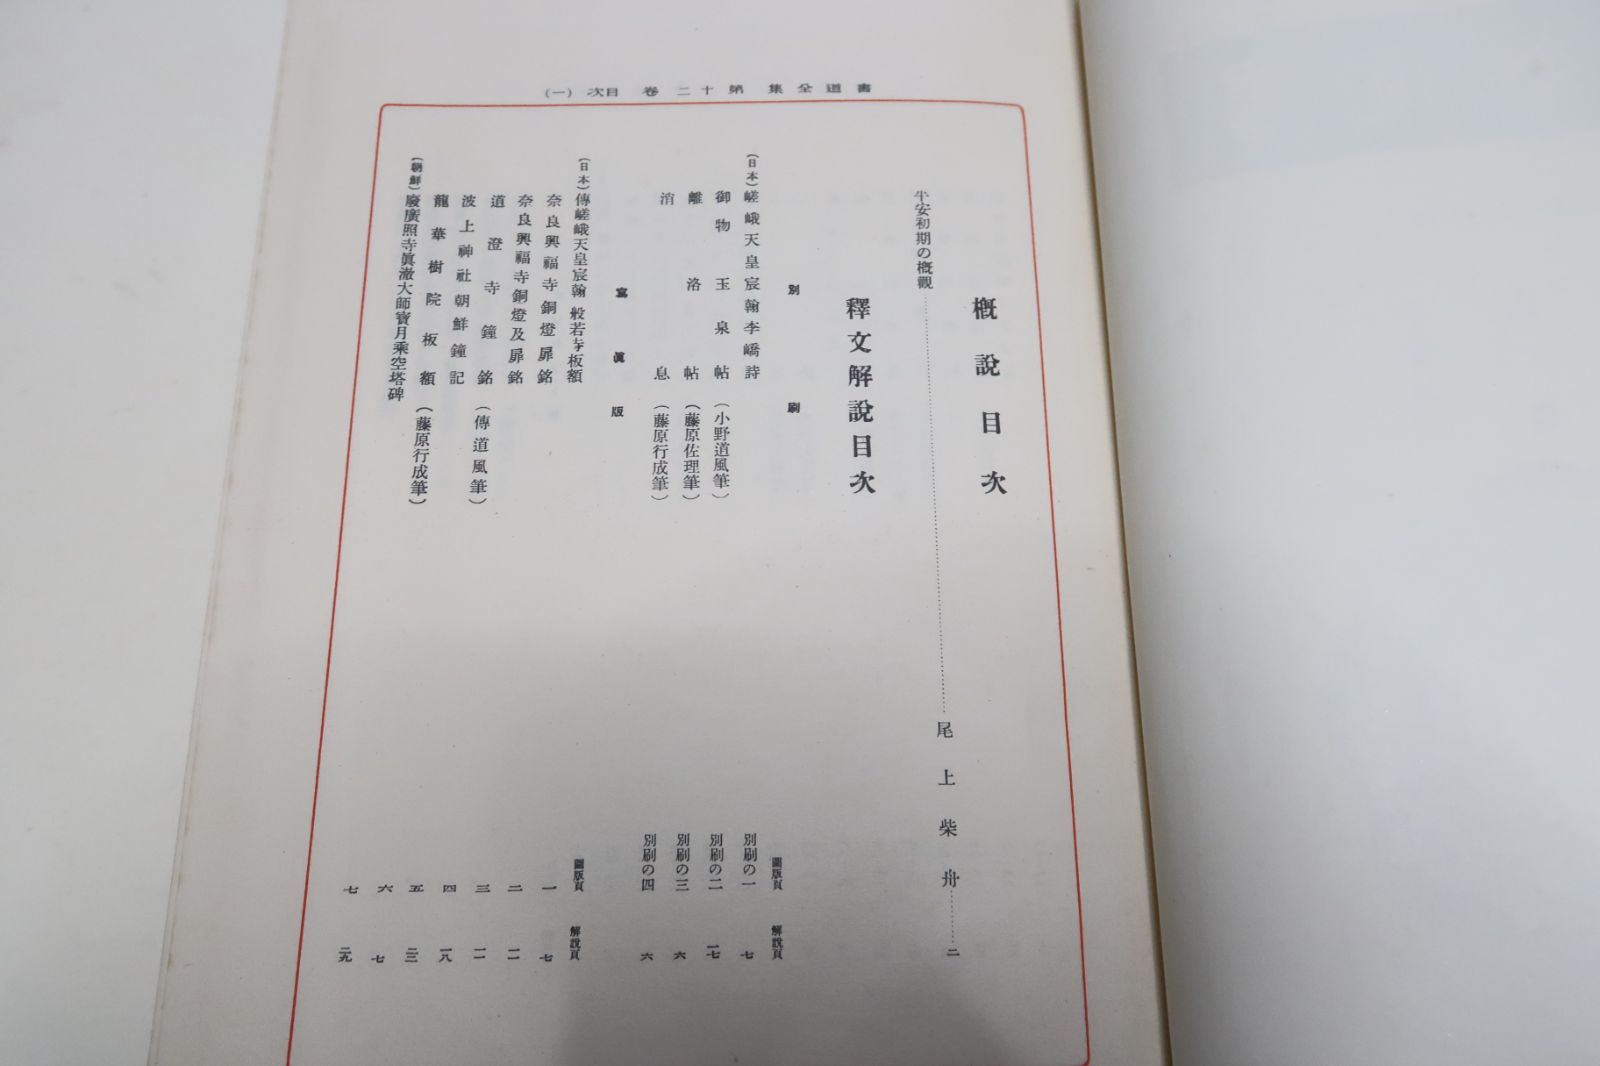 書道全集 第十二卷 目次 (一)
概說目次
平安初期の概觀……尾上柴舟……二
釋文解說目次
別刷 圖版頁 解說頁
(日本)嵯峨天皇宸翰李嶠詩 別刷の一 七
御物玉泉帖(小野道風筆) 別刷の二 一七
離洛帖(藤原佐理筆) 別刷の三 六
消息(藤原行成筆) 別刷の四 六
寫眞版 圖版頁 解說頁
(日本)傳嵯峨天皇宸翰 般若寺板額 一 七
奈良興福寺銅燈扉銘 二 一一
奈良興福寺銅燈及扉銘 三 一一
道澄寺鐘銘(傳道風筆) 四 一八
波上神社朝鮮鐘記 五 二三
龍華樹院板額(藤原行成筆) 六 七
(朝鮮)廢廣照寺眞澈大師寶月乘空塔碑 七 二九